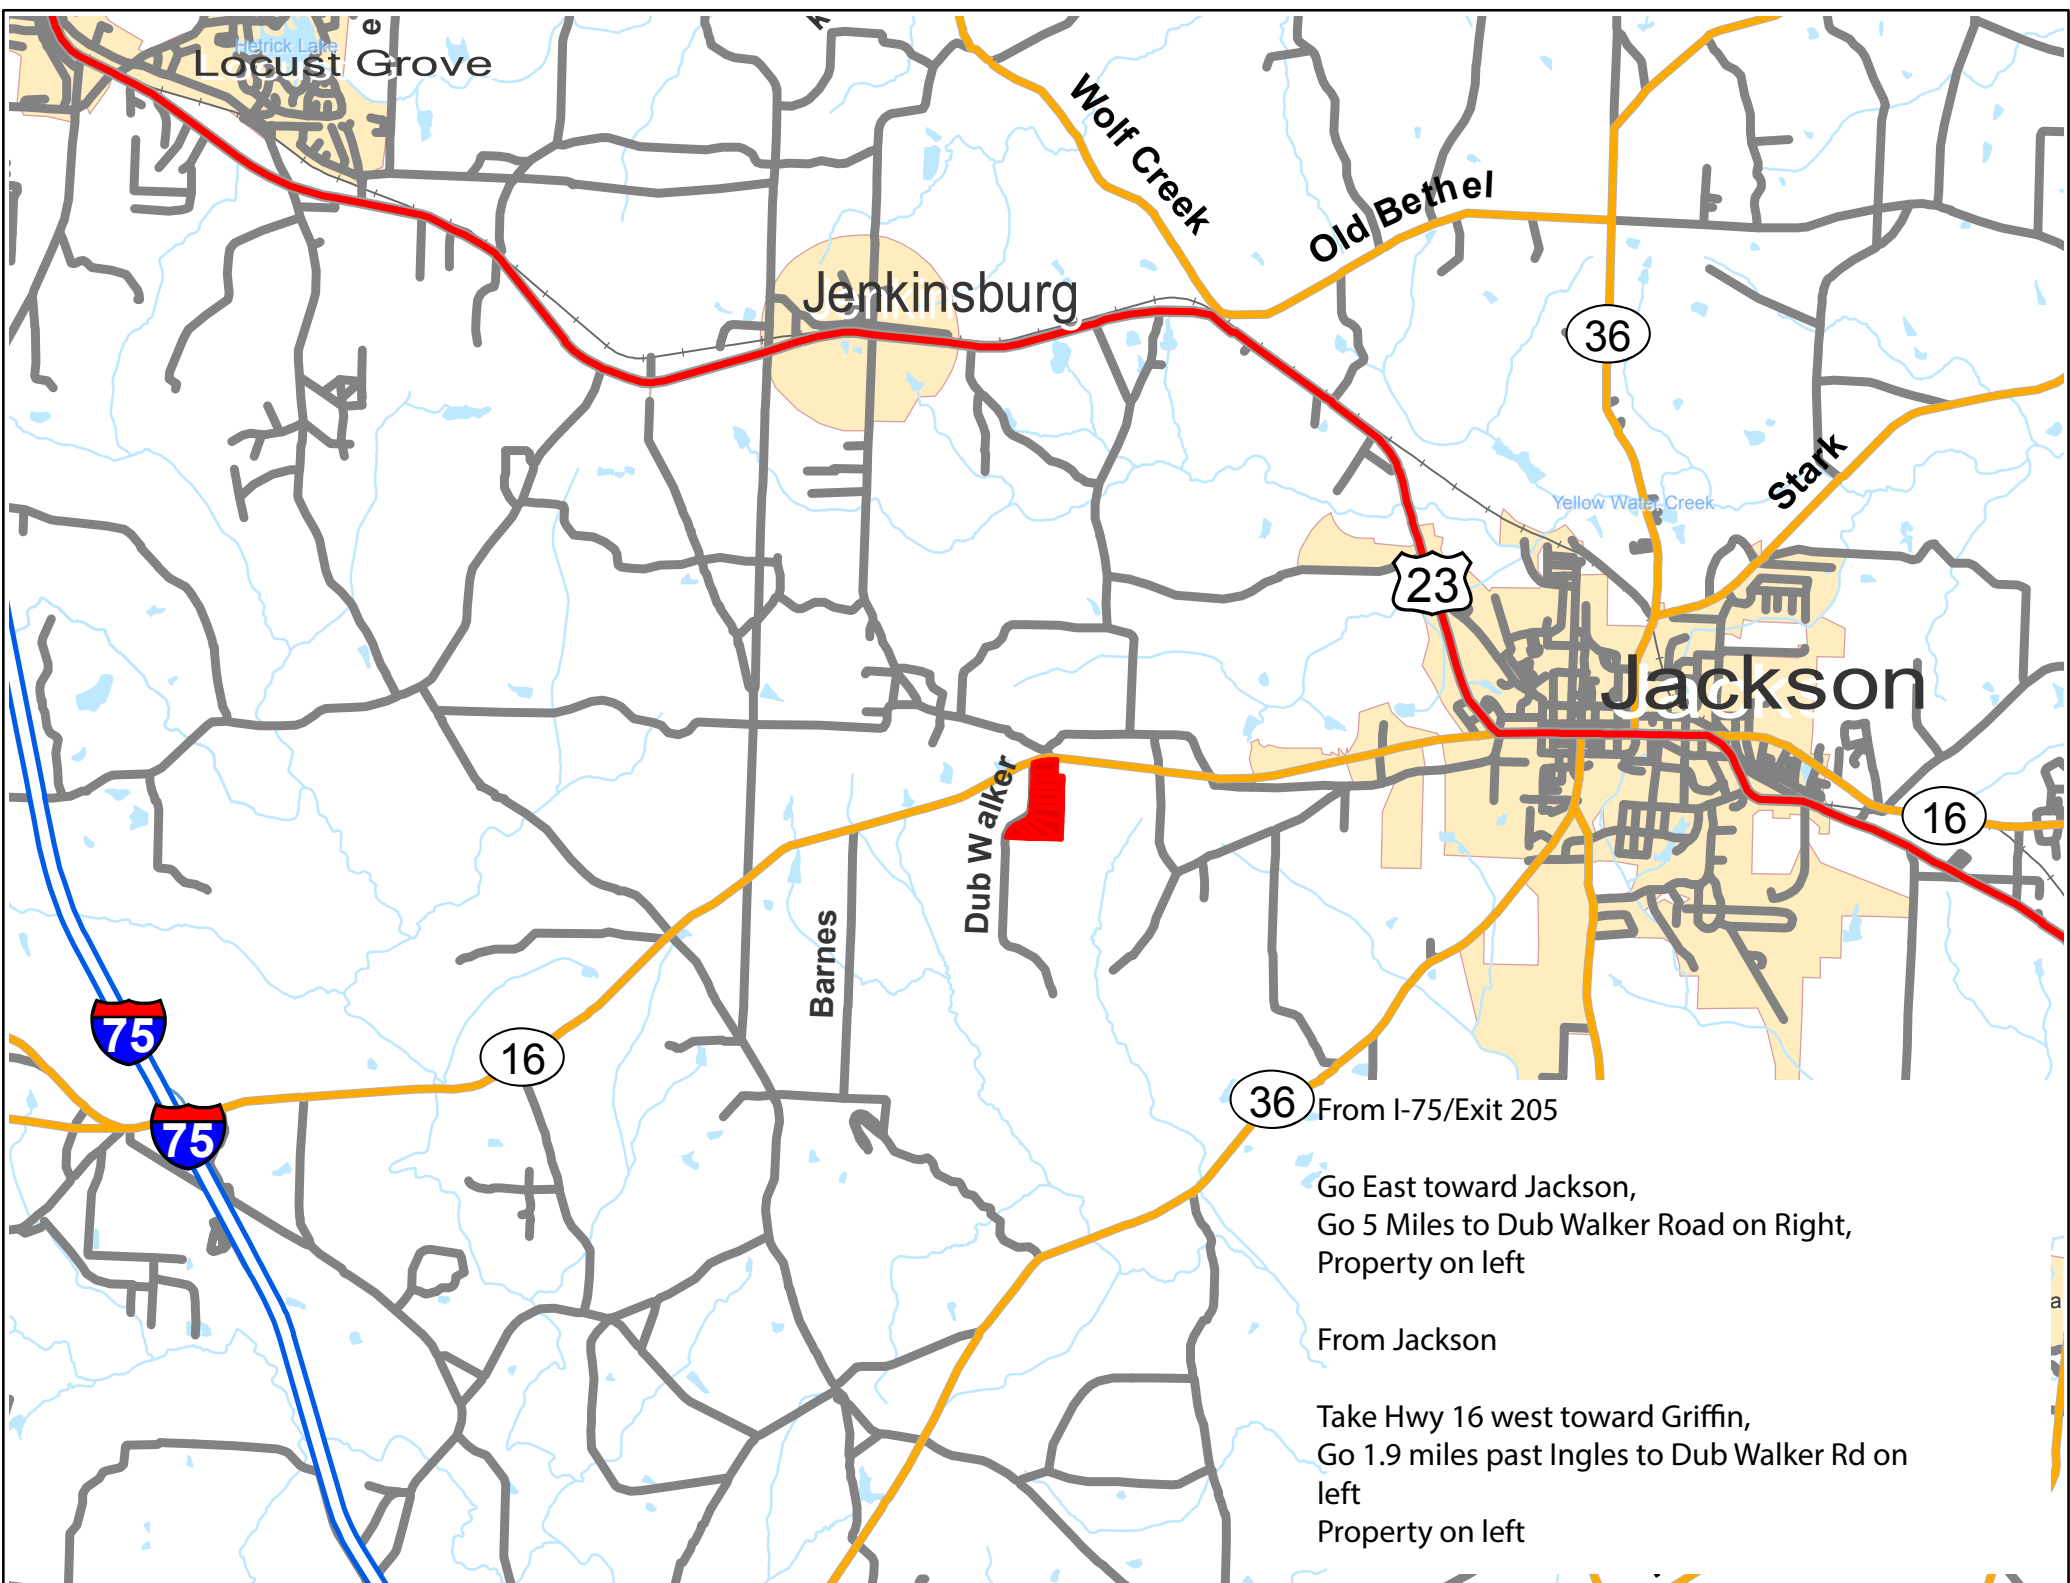 Hetrick Lake
Locust Grove
e
Wolf Creek
Old Bethel
Jenkinsburg
36
Stark
Yellow Water Creek
23
Jackson
Dub Walker
16
Barnes
75
16
75
36
From I-75/Exit 205
Go East toward Jackson,
Go 5 Miles to Dub Walker Road on Right,
Property on left
a
From Jackson
Take Hwy 16 west toward Griffin,
Go 1.9 miles past Ingles to Dub Walker Rd on
left
Property on left